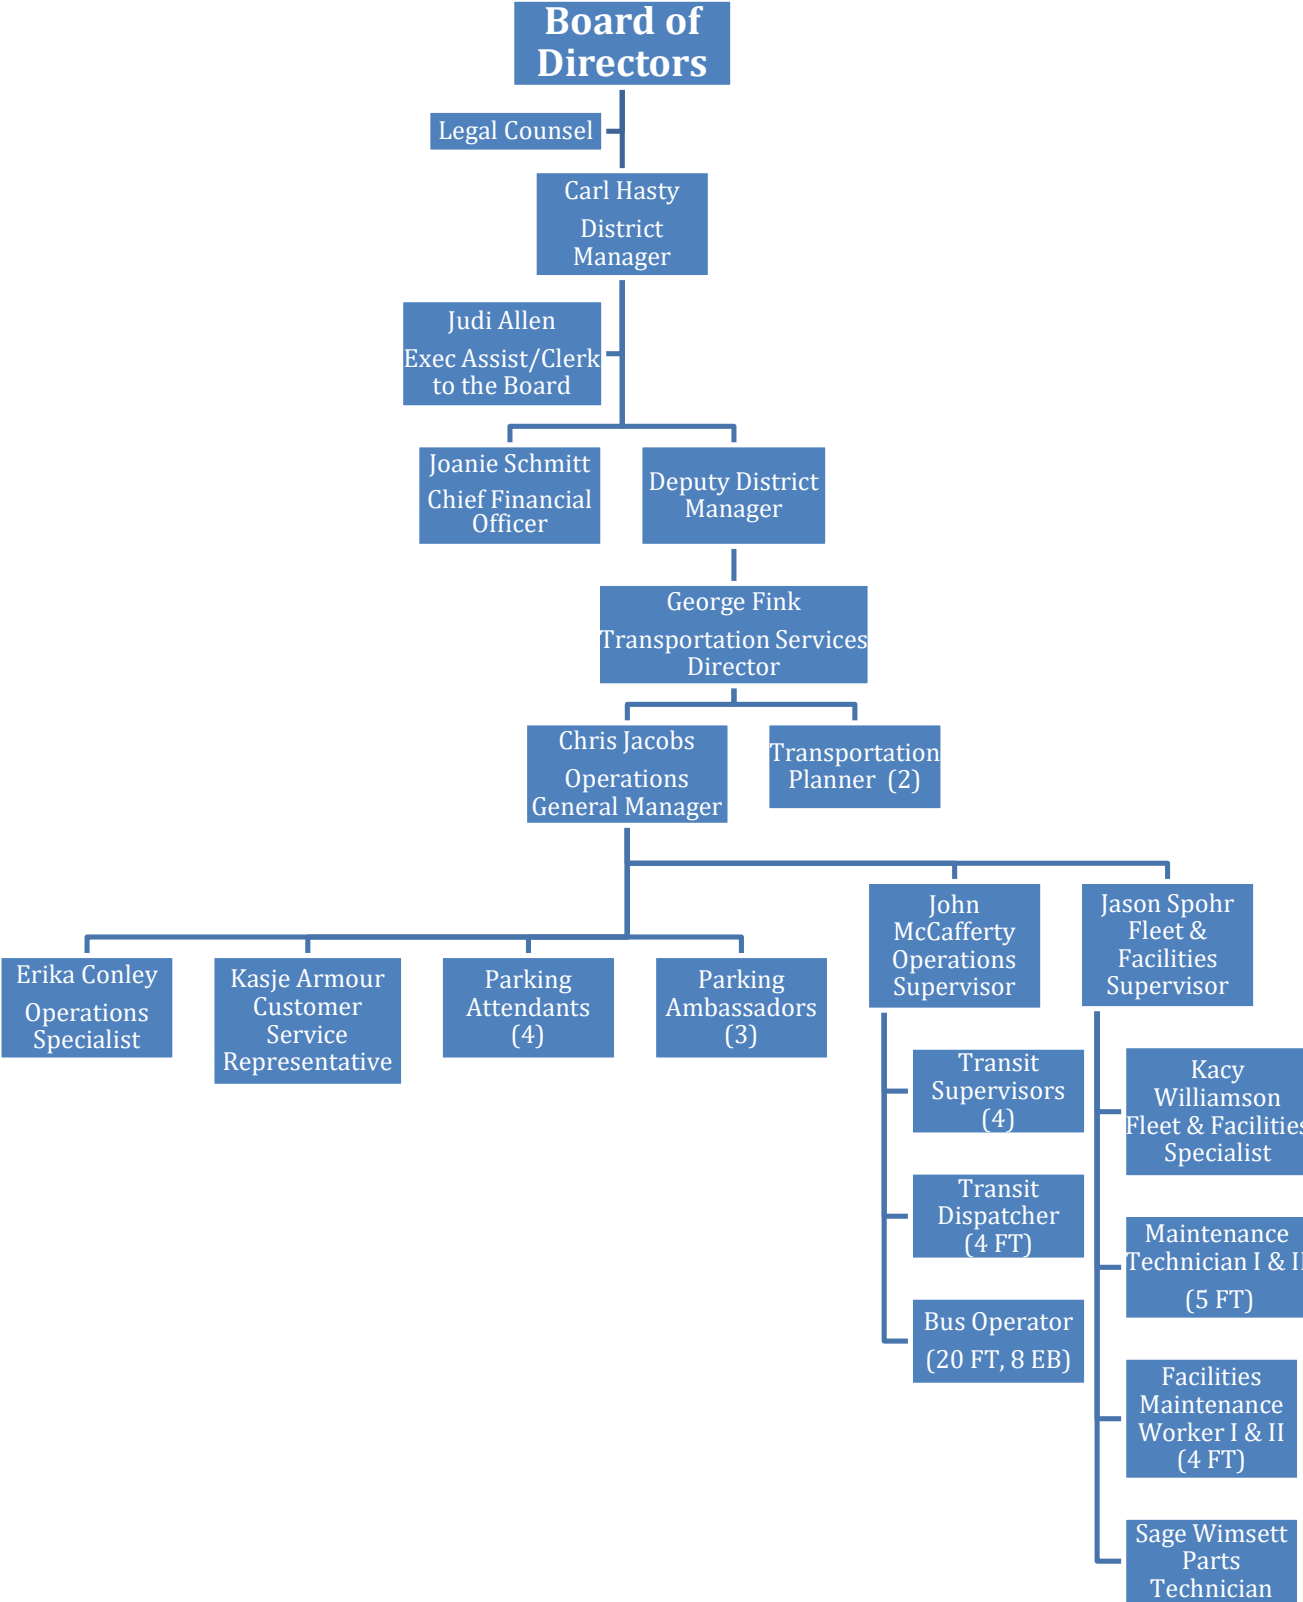 Board of
Directors
Legal Counsel
Carl Hasty
District
Manager
Judi Allen
Exec Assist/Clerk
to the Board
Joanie Schmitt
Chief Financial
Officer
Deputy District
Manager
George Fink
Transportation Services
Director
Chris Jacobs
Operations
General Manager
Transportation
Planner (2)
Erika Conley
Operations
Specialist
Kasje Armour
Customer
Service
Representative
Parking
Attendants
(4)
Parking
Ambassadors
(3)
John
McCafferty
Operations
Supervisor
Transit
Supervisors
(4)
Transit
Dispatcher
(4 FT)
Bus Operator
(20 FT, 8 EB)
Jason Spohr
Fleet &
Facilities
Supervisor
Kacy
Williamson
Fleet & Facilities
Specialist
Maintenance
Technician I & II
(5 FT)
Facilities
Maintenance
Worker I & II
(4 FT)
Sage Wimsett
Parts
Technician